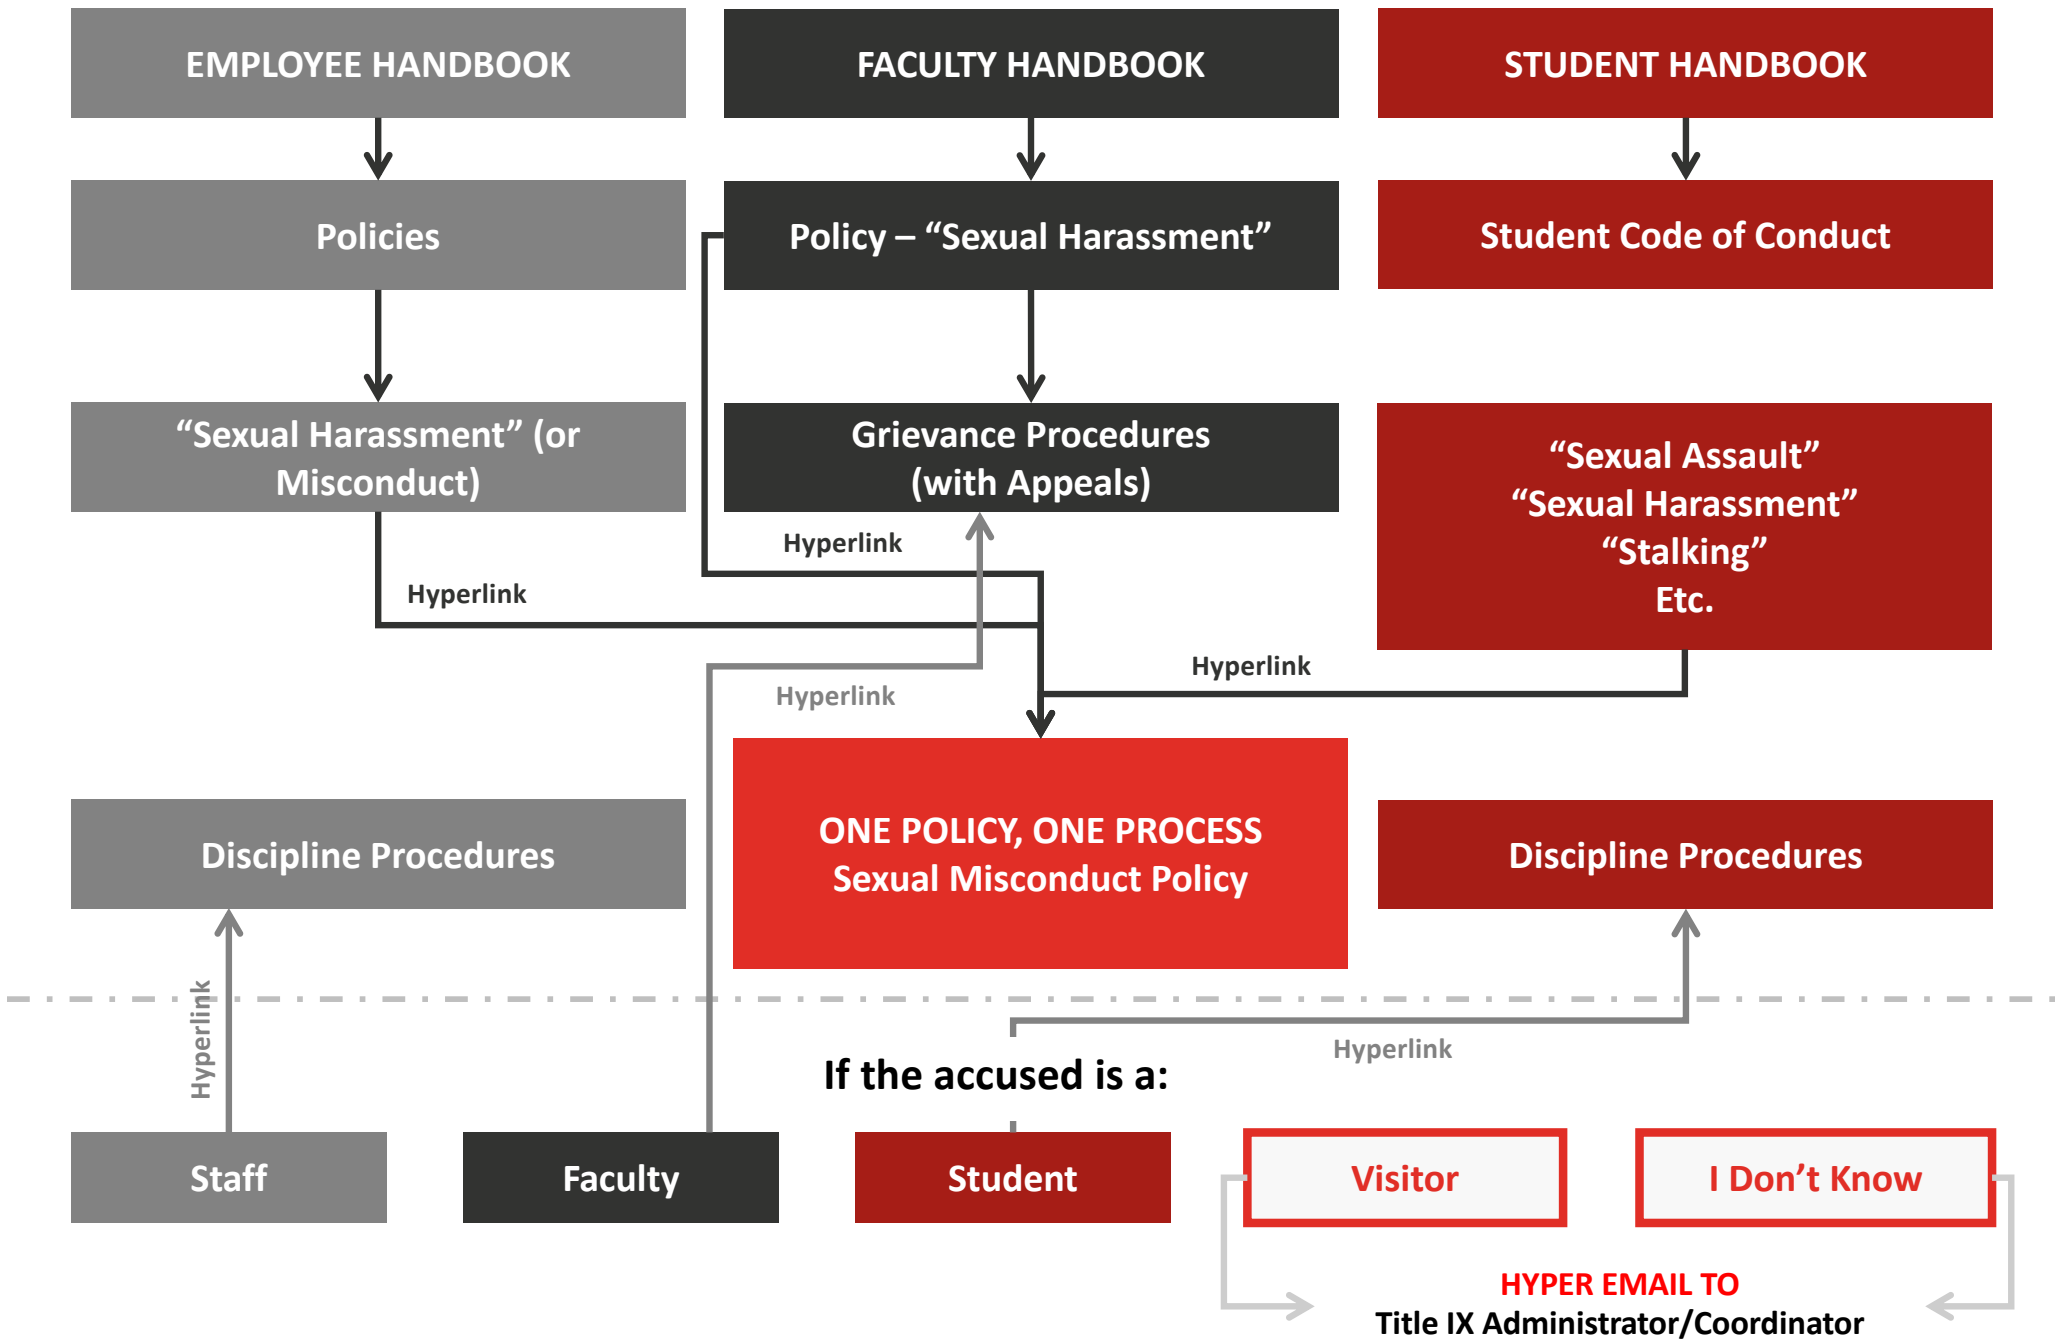 EMPLOYEE HANDBOOK
FACULTY HANDBOOK
STUDENT HANDBOOK
Policies
Policy – “Sexual Harassment”
Student Code of Conduct
“Sexual Harassment” (or
Misconduct)
Grievance Procedures
(with Appeals)
“Sexual Assault”
“Sexual Harassment”
“Stalking”
Etc.
Hyperlink
Hyperlink
Hyperlink
Hyperlink
ONE POLICY, ONE PROCESS
Sexual Misconduct Policy
Discipline Procedures
Discipline Procedures
Hyperlink
Hyperlink
If the accused is a:
Staff
Faculty
Student
Visitor
I Don’t Know
HYPER EMAIL TO
Title IX Administrator/Coordinator